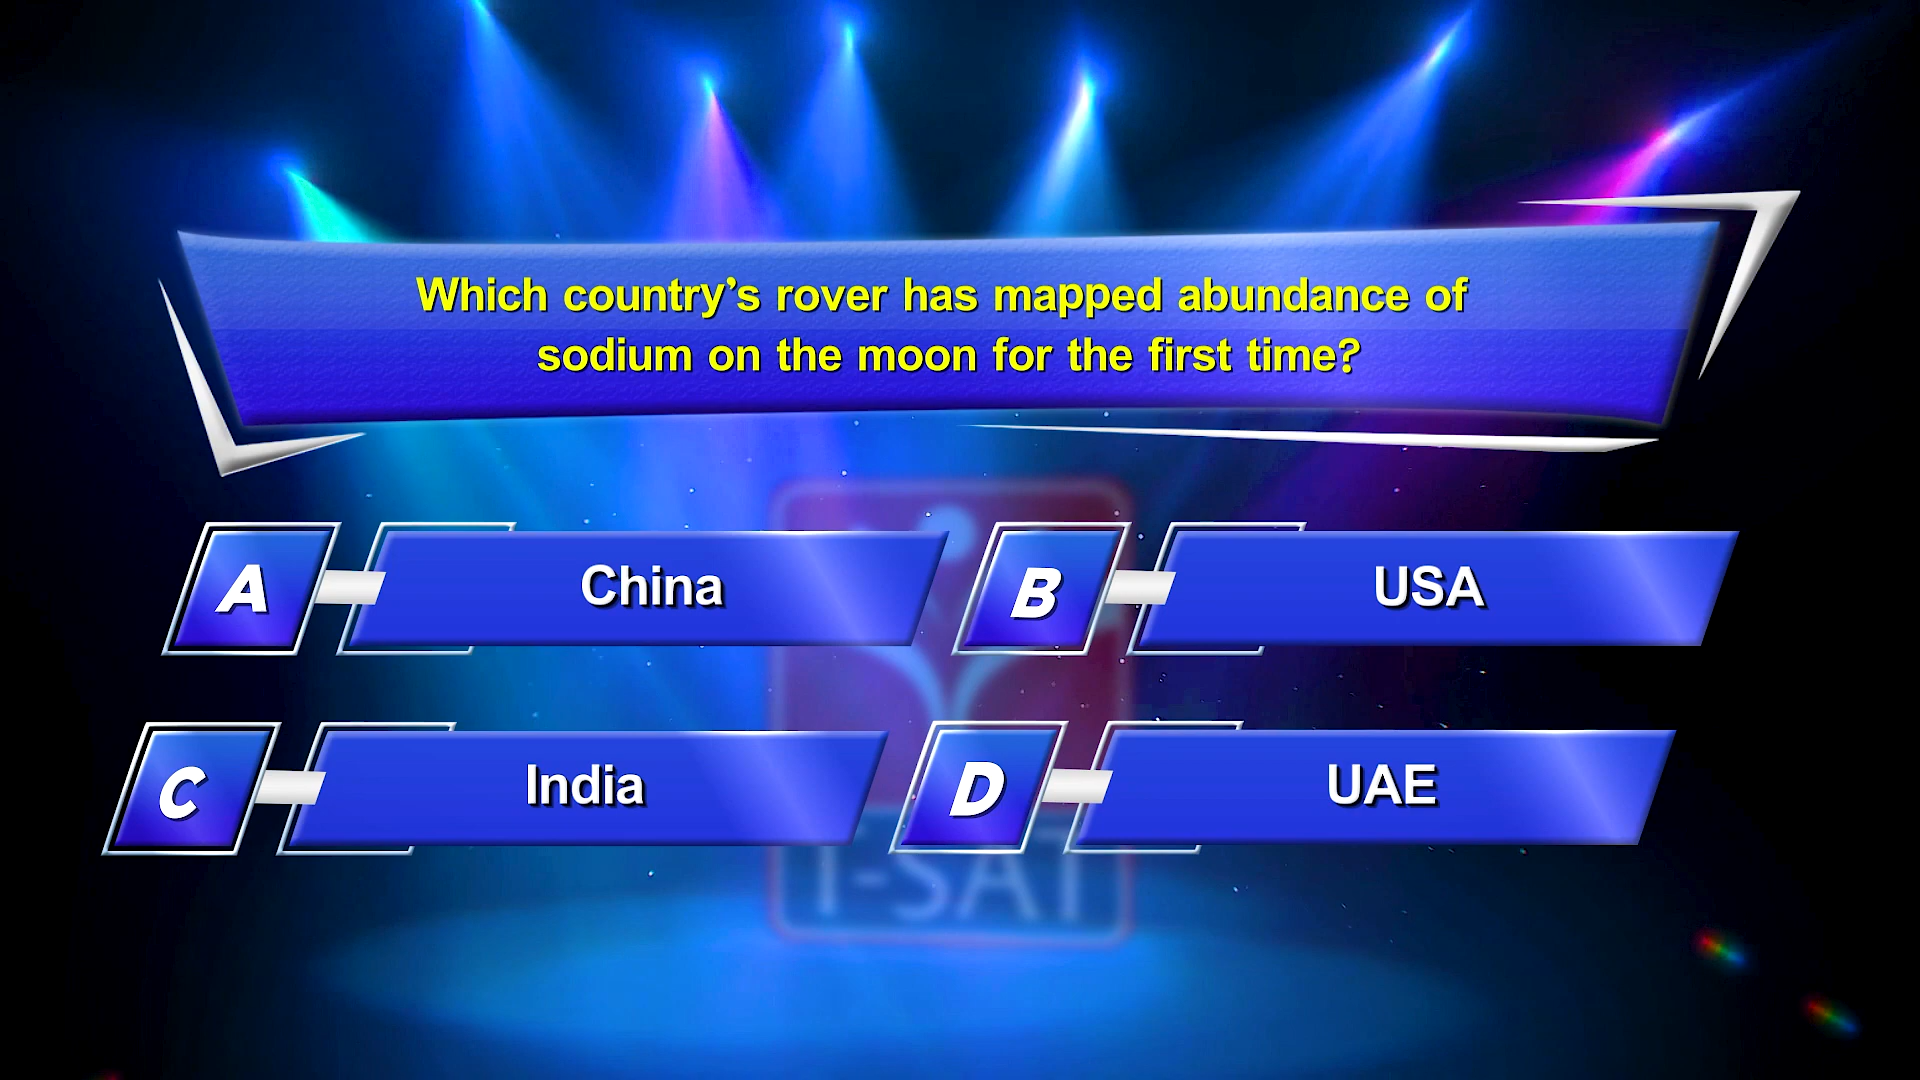 Which country’s rover has mapped abundance of
sodium on the moon for the first time?
A China
B USA
C India
D UAE
T-SAT